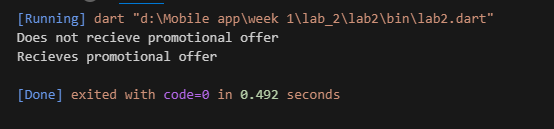 [Running] dart "d:\Mobile app\week 1\lab_2\lab2\bin\lab2.dart"
Does not recieve promotional offer
Recieves promotional offer
[Done] exited with code=0 in 0.492 seconds